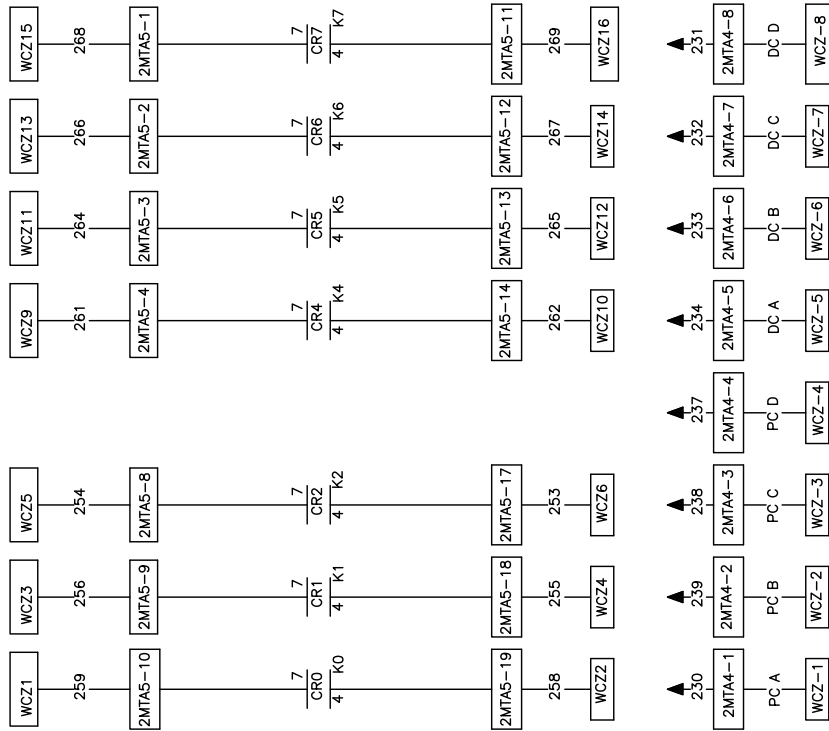 WCZ15
268
2MTA5-1
7
CR7
4
K7
2MTA5-11
269
WCZ16
231
2MTA4-8
DC D
WCZ-8
WCZ13
266
2MTA5-2
7
CR6
4
K6
2MTA5-12
267
WCZ14
232
2MTA4-7
DC C
WCZ-7
WCZ11
264
2MTA5-3
7
CR5
4
K5
2MTA5-13
265
WCZ12
233
2MTA4-6
DC B
WCZ-6
WCZ9
261
2MTA5-4
7
CR4
4
K4
2MTA5-14
262
WCZ10
234
2MTA4-5
DC A
WCZ-5
237
2MTA4-4
PC D
WCZ-4
WCZ5
254
2MTA5-8
7
CR2
4
K2
2MTA5-17
253
WCZ6
238
2MTA4-3
PC C
WCZ-3
WCZ3
256
2MTA5-9
7
CR1
4
K1
2MTA5-18
255
WCZ4
239
2MTA4-2
PC B
WCZ-2
WCZ1
259
2MTA5-10
7
CR0
4
K0
2MTA5-19
258
WCZ2
230
2MTA4-1
PC A
WCZ-1